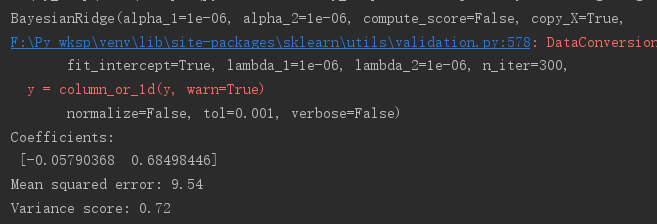 BayesianRidge(alpha_1=1e-06, alpha_2=1e-06, compute_score=False, copy_X=True,
F:\Py_wksp\venv\lib\site-packages\sklearn\utils\validation.py:578: DataConversion
fit_intercept=True, lambda_1=1e-06, lambda_2=1e-06, n_iter=300,
y = column_or_1d(y, warn=True)
normalize=False, tol=0.001, verbose=False)
Coefficients:
[-0.05790368 0.68498446]
Mean squared error: 9.54
Variance score: 0.72